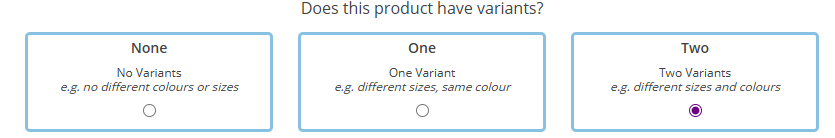 Does this product have variants?
None
No Variants
e.g. no different colours or sizes
One
One Variant
e.g. different sizes, same colour
Two
Two Variants
e.g. different sizes and colours